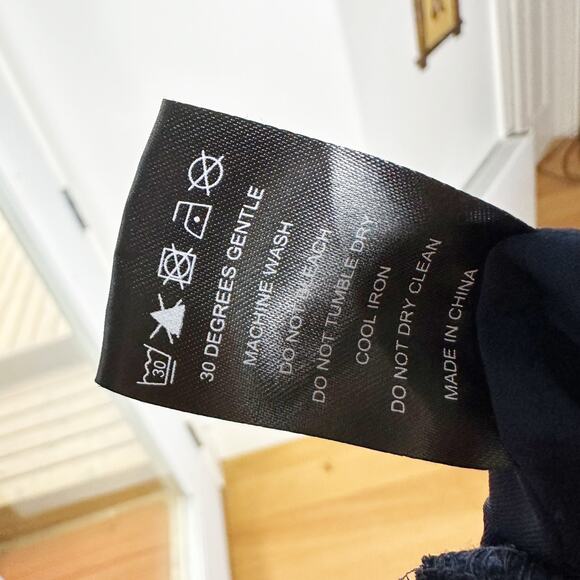 30
30 DEGREES GENTLE
MACHINE WASH
DO NOT BLEACH
DO NOT TUMBLE DRY
COOL IRON
DO NOT DRY CLEAN
MADE IN CHINA